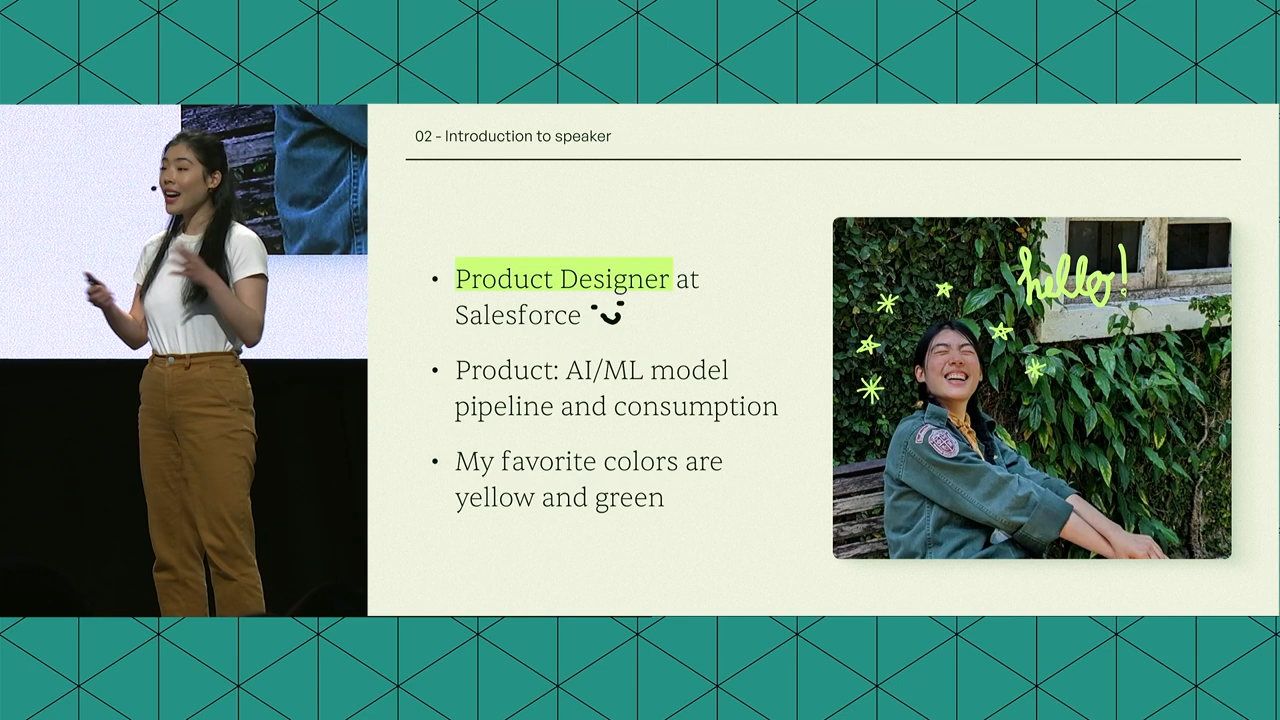 02 - Introduction to speaker
hello!
• Product Designer at
Salesforce
• Product: AI/ML model
pipeline and consumption
• My favorite colors are
yellow and green